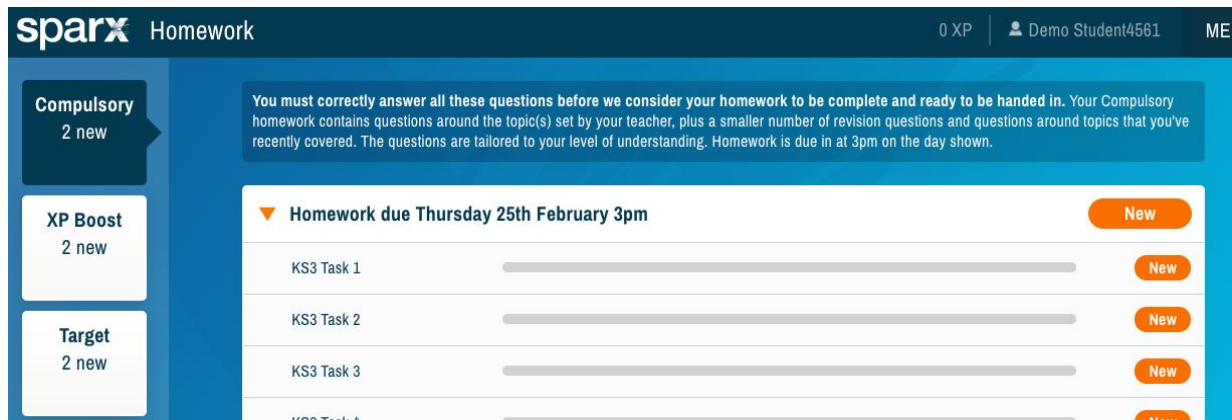 sparx Homework
0 XP
Demo Student4561
ME
Compulsory
2 new
XP Boost
2 new
Target
2 new
You must correctly answer all these questions before we consider your homework to be complete and ready to be handed in. Your Compulsory
homework contains questions around the topic(s) set by your teacher, plus a smaller number of revision questions and questions around topics that you've
recently covered. The questions are tailored to your level of understanding. Homework is due in at 3pm on the day shown.
Homework due Thursday 25th February 3pm
New
KS3 Task 1
New
KS3 Task 2
New
KS3 Task 3
New